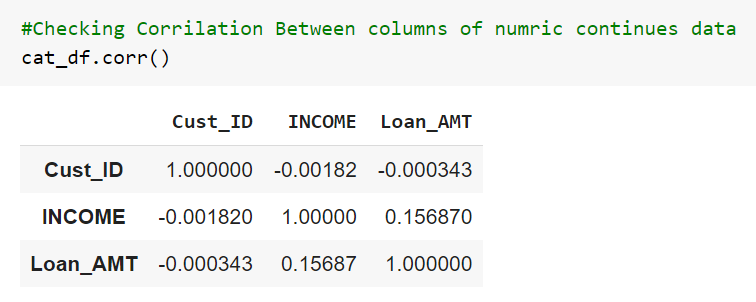 #Checking Corrilation Between columns of numric continues data
cat_df.corr()
Cust_ID INCOME Loan_AMT
Cust_ID 1.000000 -0.00182 -0.000343
INCOME -0.001820 1.00000 0.156870
Loan_AMT -0.000343 0.15687 1.000000